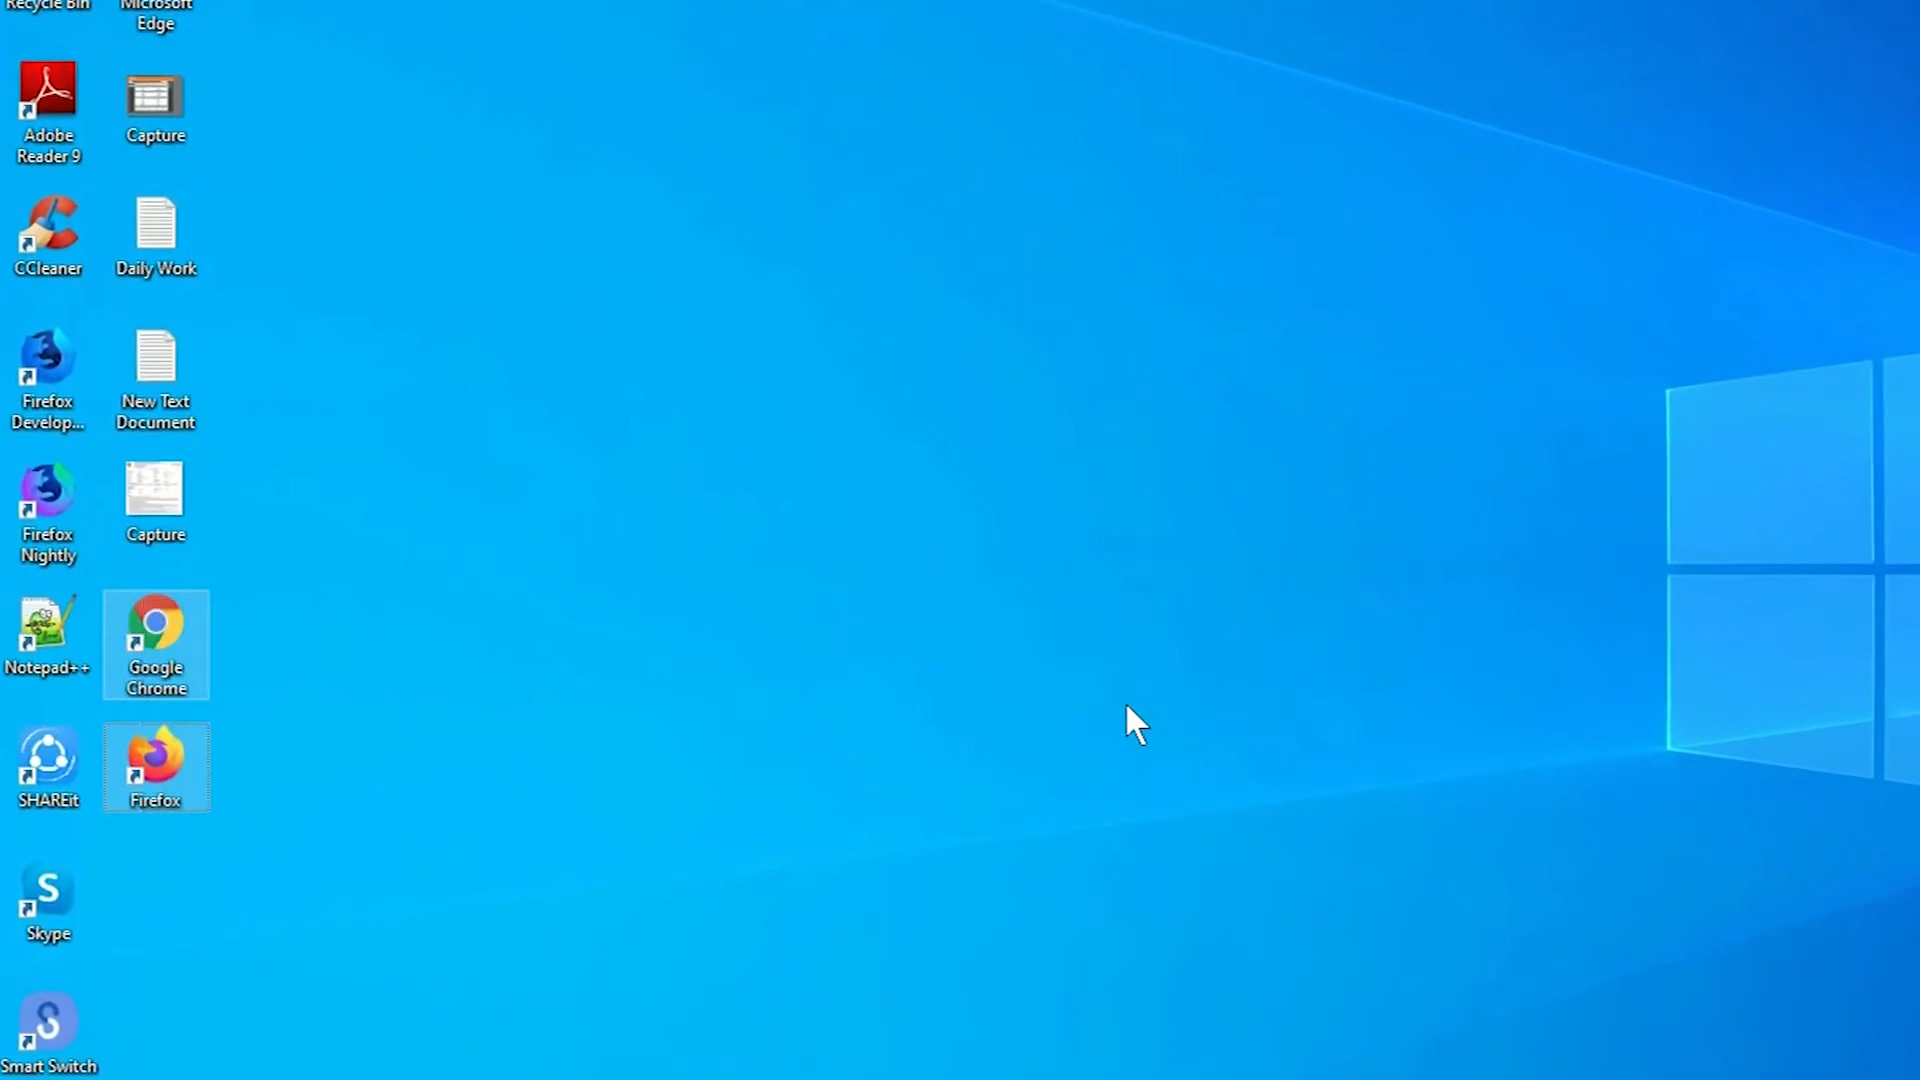 Recycle Bin
Microsoft
Edge
Adobe
Reader 9
Capture
CCleaner
Daily Work
Firefox
Develop...
New Text
Document
Firefox
Nightly
Capture
Notepad++
Google
Chrome
SHAREit
Firefox
S
Skype
S
Smart Switch